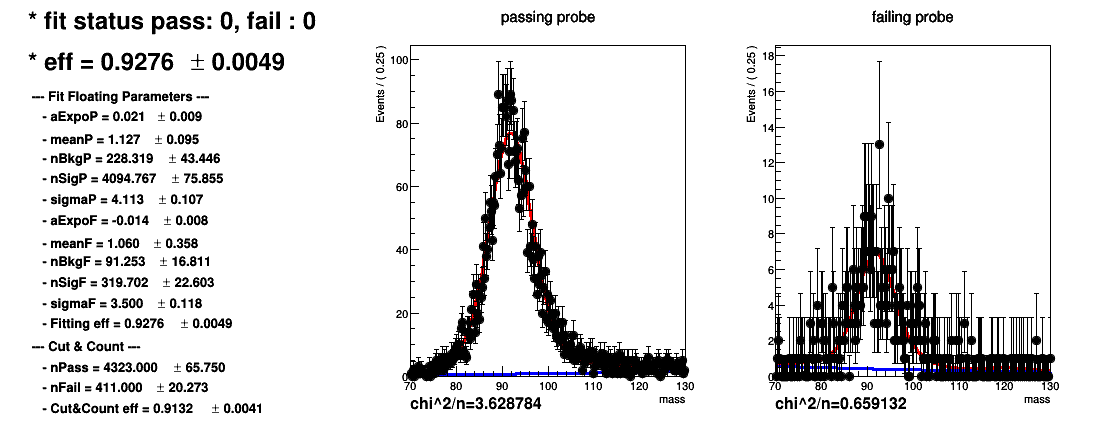 * fit status pass: 0, fail : 0
* eff = 0.9276 ± 0.0049
--- Fit Floating Parameters ---
- aExpoP = 0.021 ± 0.009
- meanP = 1.127 ± 0.095
- nBkgP = 228.319 ± 43.446
- nSigP = 4094.767 ± 75.855
- sigmaP = 4.113 ± 0.107
- aExpoF = -0.014 ± 0.008
- meanF = 1.060 ± 0.358
- nBkgF = 91.253 ± 16.811
- nSigF = 319.702 ± 22.603
- sigmaF = 3.500 ± 0.118
- Fitting eff = 0.9276 ± 0.0049
--- Cut & Count ---
- nPass = 4323.000 ± 65.750
- nFail = 411.000 ± 20.273
- Cut&Count eff = 0.9132 ± 0.0041
passing probe
Events / ( 0.25 )
100
80
60
40
20
0
70 80 90 100 110 120 130
mass
chi^2/n=3.628784
failing probe
Events / ( 0.25 )
18
16
14
12
10
8
6
4
2
0
70 80 90 100 110 120 130
mass
chi^2/n=0.659132